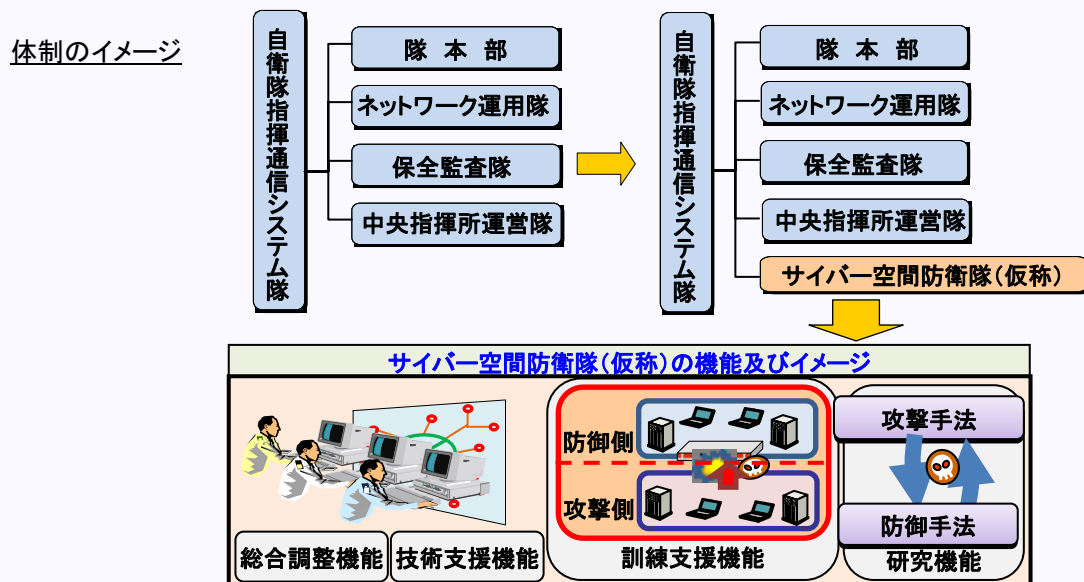 体制のイメージ
自衛隊指揮通信システム隊
隊 本 部
ネットワーク運用隊
保全監査隊
中央指揮所運営隊
自衛隊指揮通信システム隊
隊 本 部
ネットワーク運用隊
保全監査隊
中央指揮所運営隊
サイバー空間防衛隊(仮称)
サイバー空間防衛隊(仮称)の機能及びイメージ
総合調整機能
技術支援機能
防御側
攻撃側
訓練支援機能
攻撃手法
防御手法
研究機能